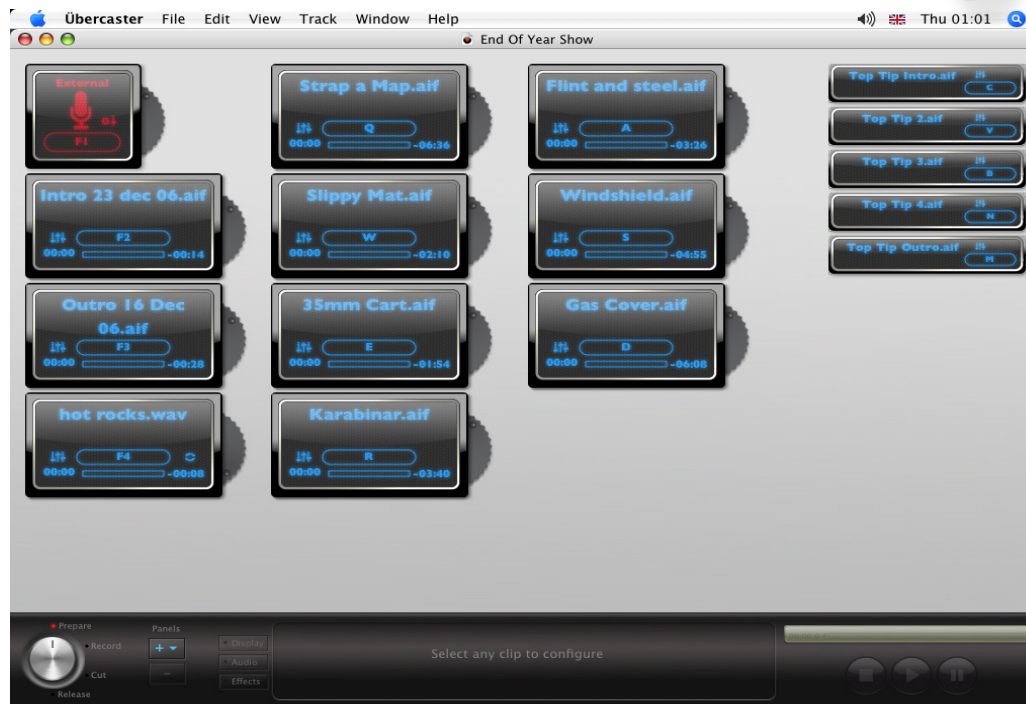 Übercaster File Edit View Track Window Help
Thu 01:01
End Of Year Show
External
F1
Intro 23 dec 06.aif
F2
00:00 -00:14
Outro 16 Dec
06.aif
F3
00:00 -00:28
hot rocks.wav
F4
00:00 -00:08
Strap a Map.aif
Q
00:00 -06:36
Slippy Mat.aif
W
00:00 -02:10
35mm Cart.aif
E
00:00 -01:54
Karabinar.aif
R
00:00 -03:40
Flint and steel.aif
A
00:00 -03:26
Windshield.aif
S
00:00 -04:55
Gas Cover.aif
D
00:00 -06:08
Top Tip Intro.aif
C
Top Tip 2.aif
V
Top Tip 3.aif
B
Top Tip 4.aif
N
Top Tip Outro.aif
M
Prepare
Record
Cut
Release
Panels
+
-
Display
Audio
Effects
Select any clip to configure